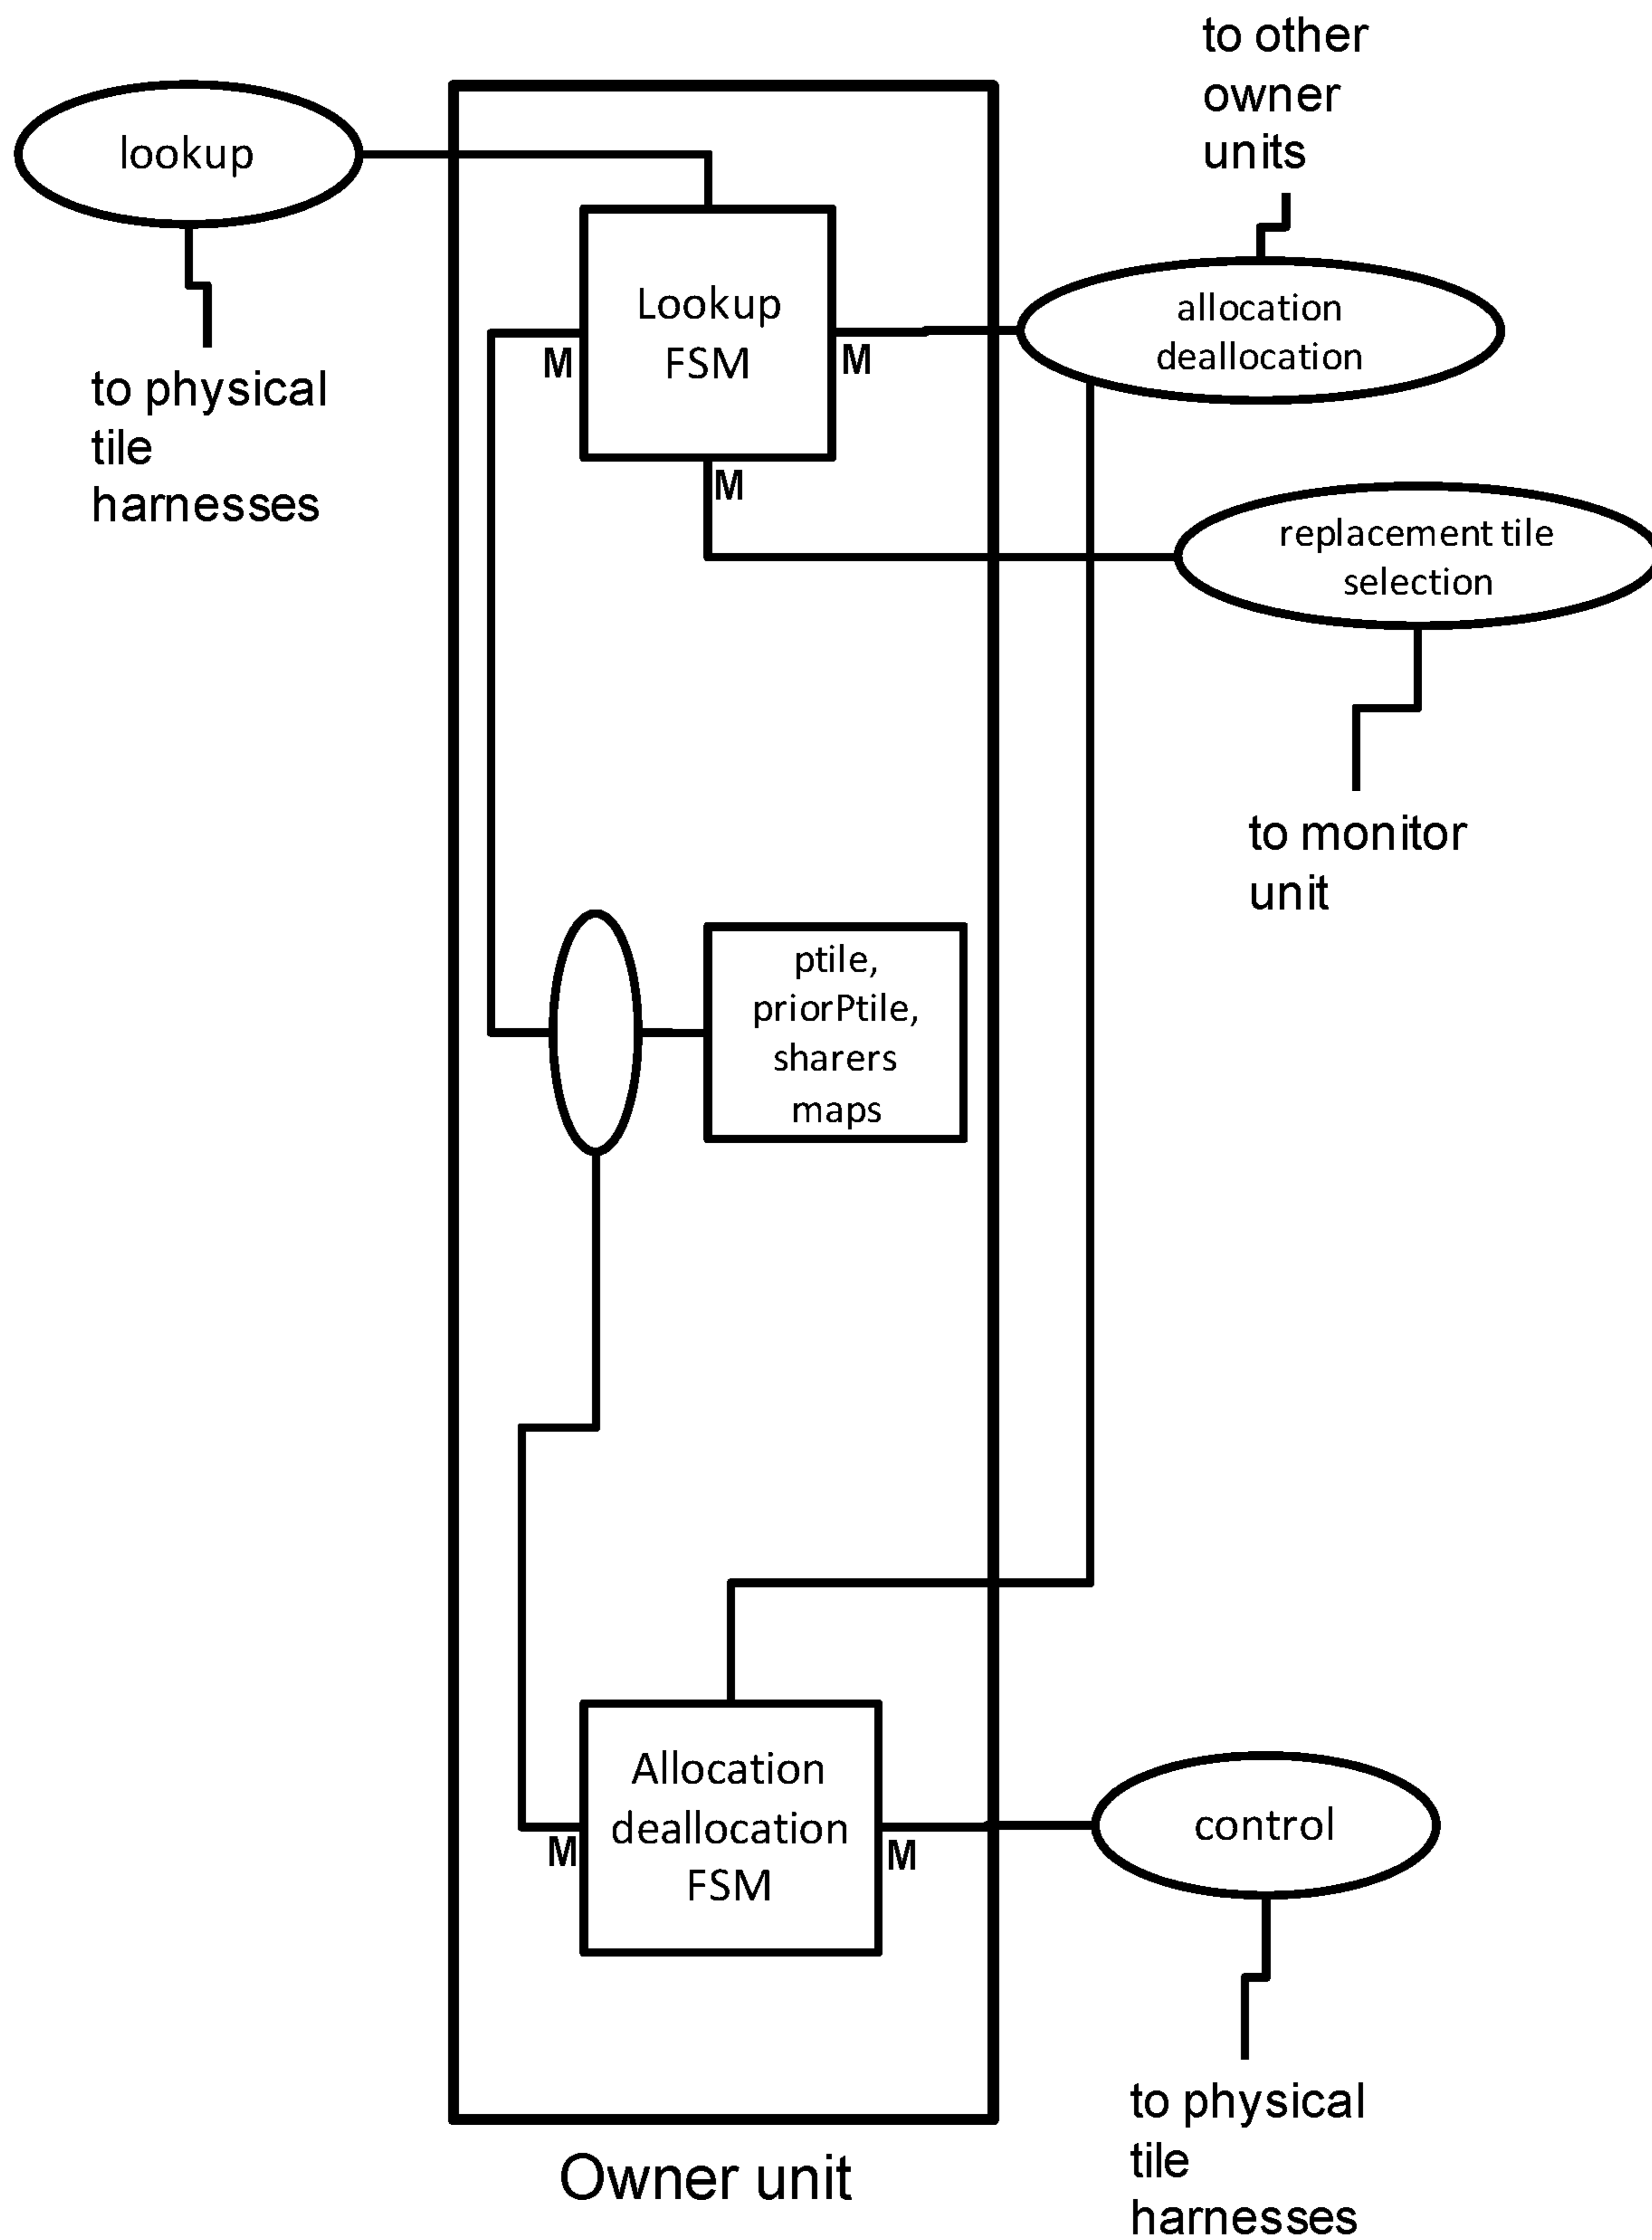 to other
owner
units
lookup
Lookup
FSM
M
M
M
allocation
deallocation
to physical
tile
harnesses
replacement tile
selection
to monitor
unit
ptile,
priorPtile,
sharers
maps
Allocation
deallocation
FSM
M
M
control
to physical
tile
harnesses
Owner unit